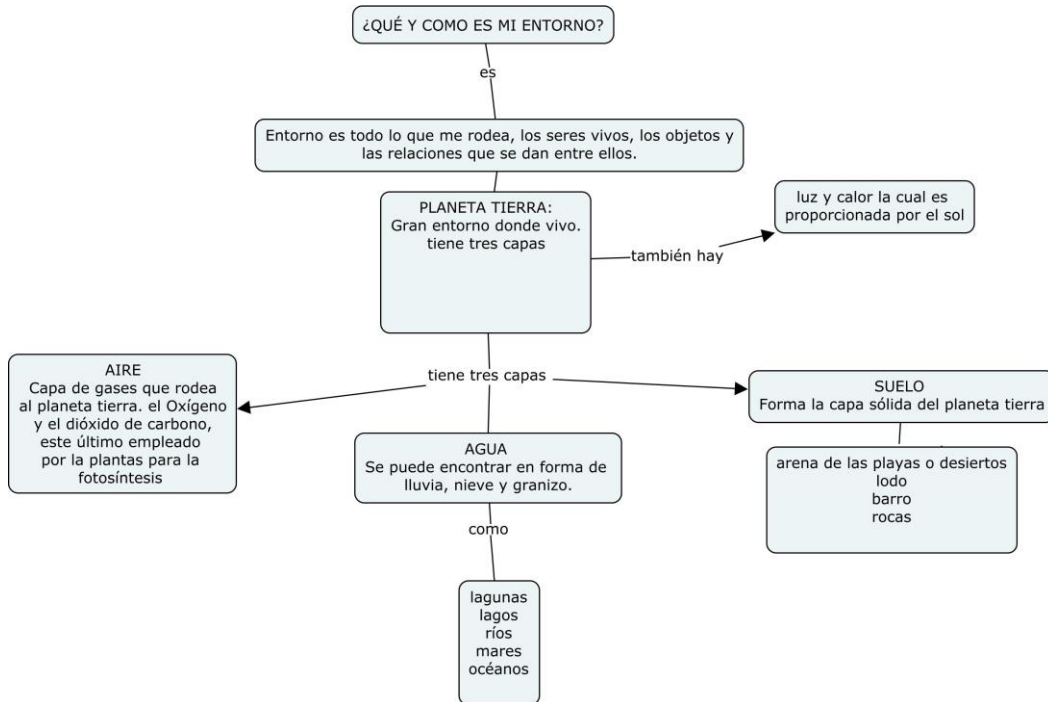 ¿QUÉ Y COMO ES MI ENTORNO?
es
Entorno es todo lo que me rodea, los seres vivos, los objetos y
las relaciones que se dan entre ellos.
PLANETA TIERRA:
Gran entorno donde vivo.
tiene tres capas
también hay
luz y calor la cual es
proporcionada por el sol
tiene tres capas
AIRE
Capa de gases que rodea
al planeta tierra. el Oxígeno
y el dióxido de carbono,
este último empleado
por la plantas para la
fotosíntesis
AGUA
Se puede encontrar en forma de
lluvia, nieve y granizo.
como
lagunas
lagos
ríos
mares
océanos
SUELO
Forma la capa sólida del planeta tierra
arena de las playas o desiertos
lodo
barro
rocas